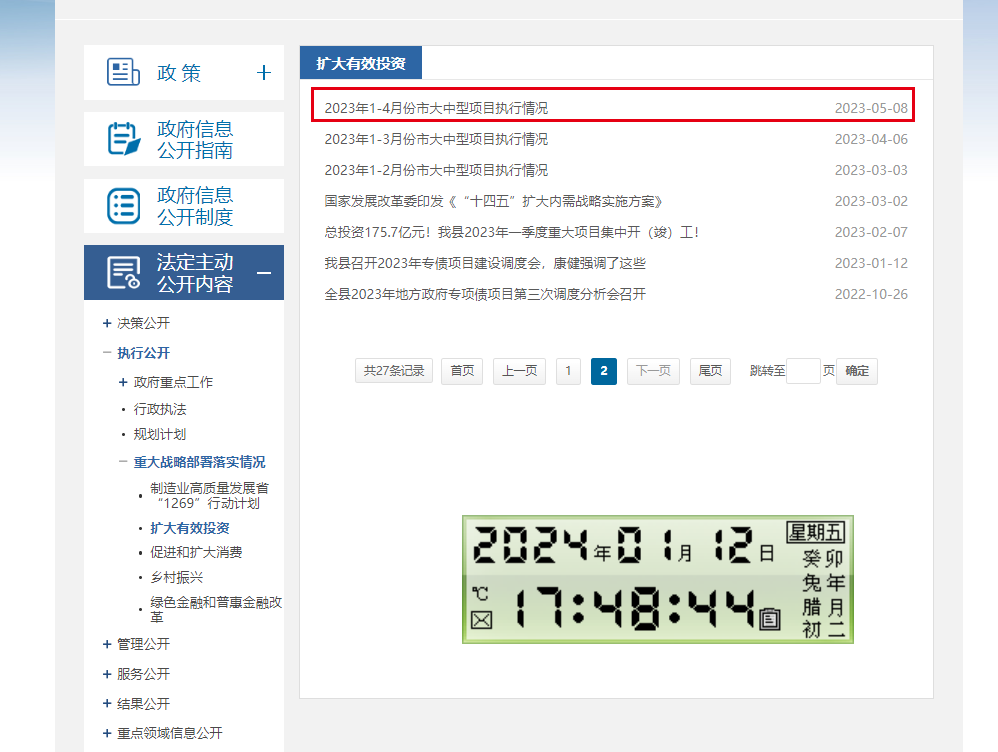 政 策
+
政府信息
公开指南
政府信息
公开制度
法定主动
公开内容
—
+ 决策公开
— 执行公开
+ 政府重点工作
· 行政执法
· 规划计划
— 重大战略部署落实情况
· 制造业高质量发展省
“1269”行动计划
· 扩大有效投资
· 促进和扩大消费
· 乡村振兴
· 绿色金融和普惠金融改
革
+ 管理公开
+ 服务公开
+ 结果公开
+ 重点领域信息公开
扩大有效投资
2023年1-4月份市大中型项目执行情况 2023-05-08
2023年1-3月份市大中型项目执行情况 2023-04-06
2023年1-2月份市大中型项目执行情况 2023-03-03
国家发展改革委印发《“十四五”扩大内需战略实施方案》 2023-03-02
总投资175.7亿元！我县2023年一季度重大项目集中开（竣）工！ 2023-02-07
我县召开2023年专债项目建设调度会，康健强调了这些 2023-01-12
全县2023年地方政府专项债项目第三次调度分析会召开 2022-10-26
共27条记录 首页 上一页 1 2 下一页 尾页 跳转至 页 确定
2024年01月12日 星期五
℃ 17:48:44
癸卯
兔年
腊月
初二